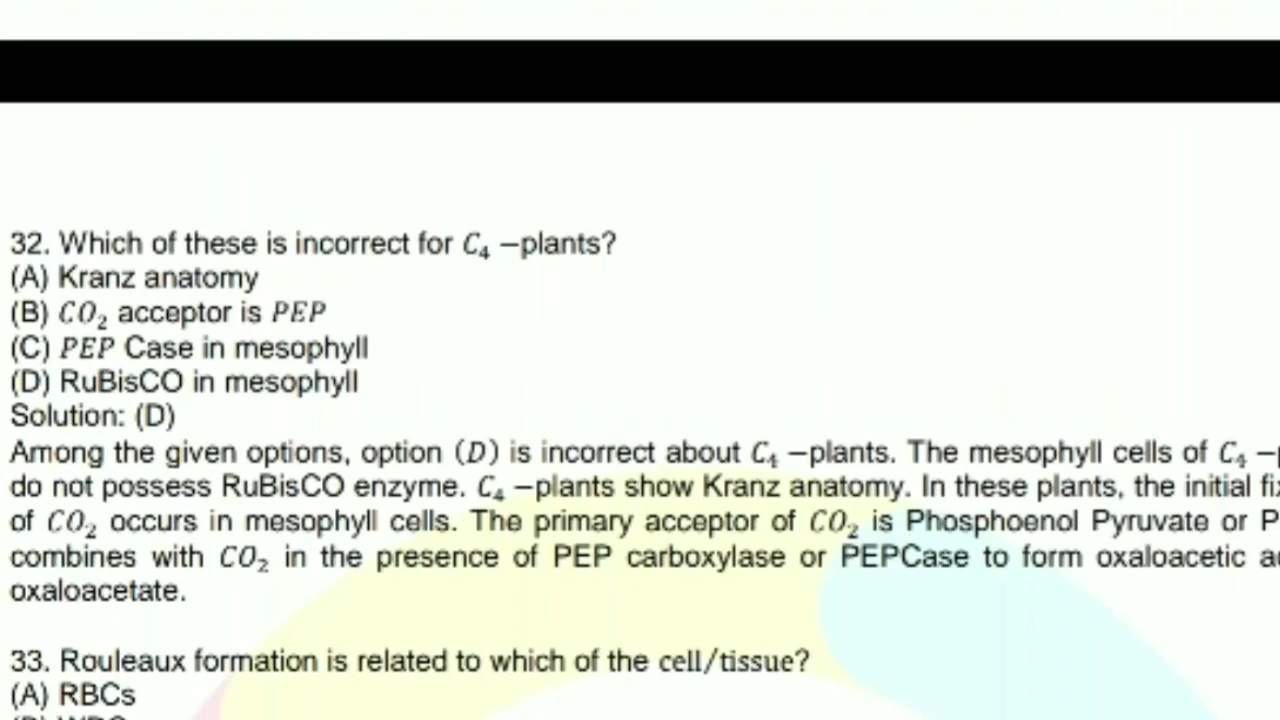 32. Which of these is incorrect for C₄ –plants?
(A) Kranz anatomy
(B) CO₂ acceptor is PEP
(C) PEP Case in mesophyll
(D) RuBisCO in mesophyll
Solution: (D)
Among the given options, option (D) is incorrect about C₄ –plants. The mesophyll cells of C₄ –
do not possess RuBisCO enzyme. C₄ –plants show Kranz anatomy. In these plants, the initial
of CO₂ occurs in mesophyll cells. The primary acceptor of CO₂ is Phosphoenol Pyruvate or
combines with CO₂ in the presence of PEP carboxylase or PEPCase to form oxaloacetic
oxaloacetate.
33. Rouleaux formation is related to which of the cell/tissue?
(A) RBCs